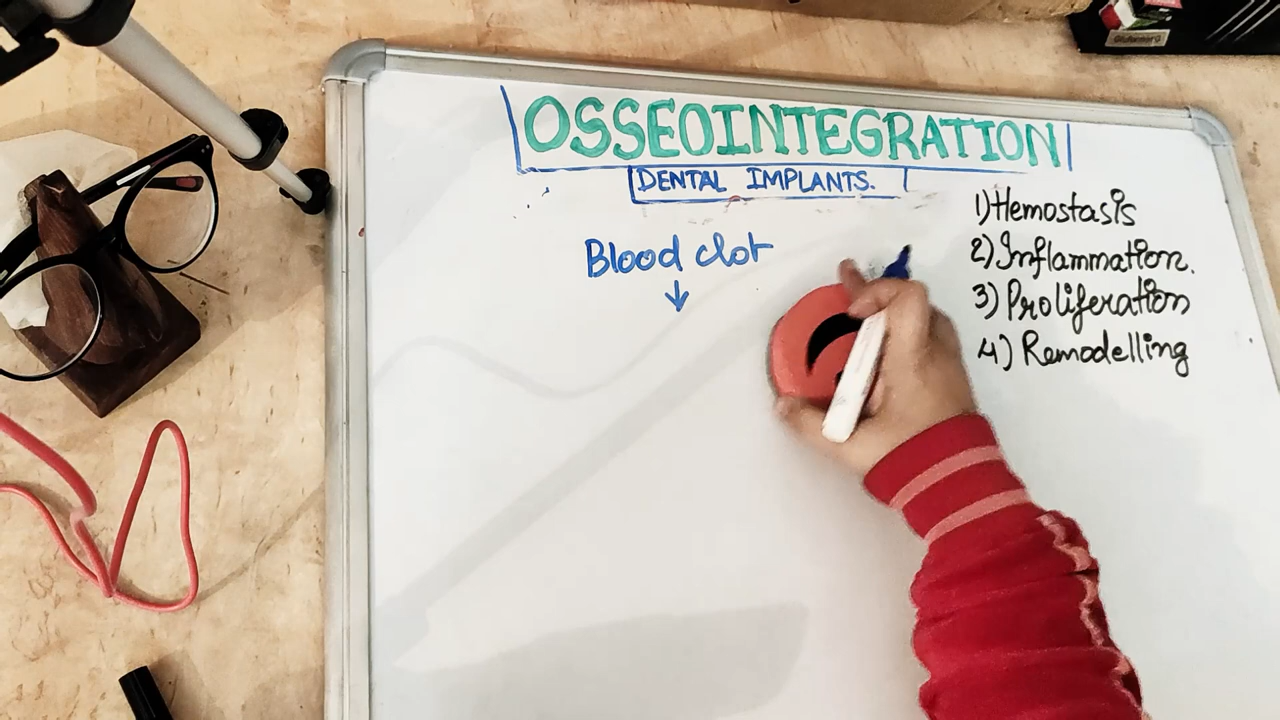 OSSEOINTEGRATION
DENTAL IMPLANTS.
Blood clot
1) Hemostasis
2) Inflammation.
3) Proliferation
4) Remodelling